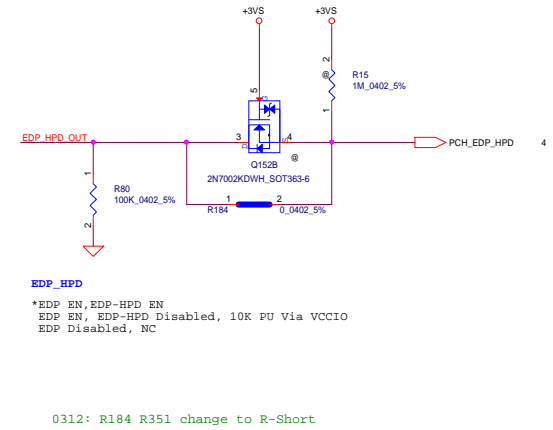 +3VS +3VS
2
@ R15
1M_0402_5%
1
5
G
EDP_HPD_OUT 3 4 PCH_EDP_HPD 4
D S
@
Q152B
2N7002KDWH_SOT363-6
1
R80
100K_0402_5%
2
1 2
R184 0_0402_5%
EDP_HPD
*EDP EN,EDP-HPD EN
EDP EN, EDP-HPD Disabled, 10K PU Via VCCIO
EDP Disabled, NC
0312: R184 R351 change to R-Short